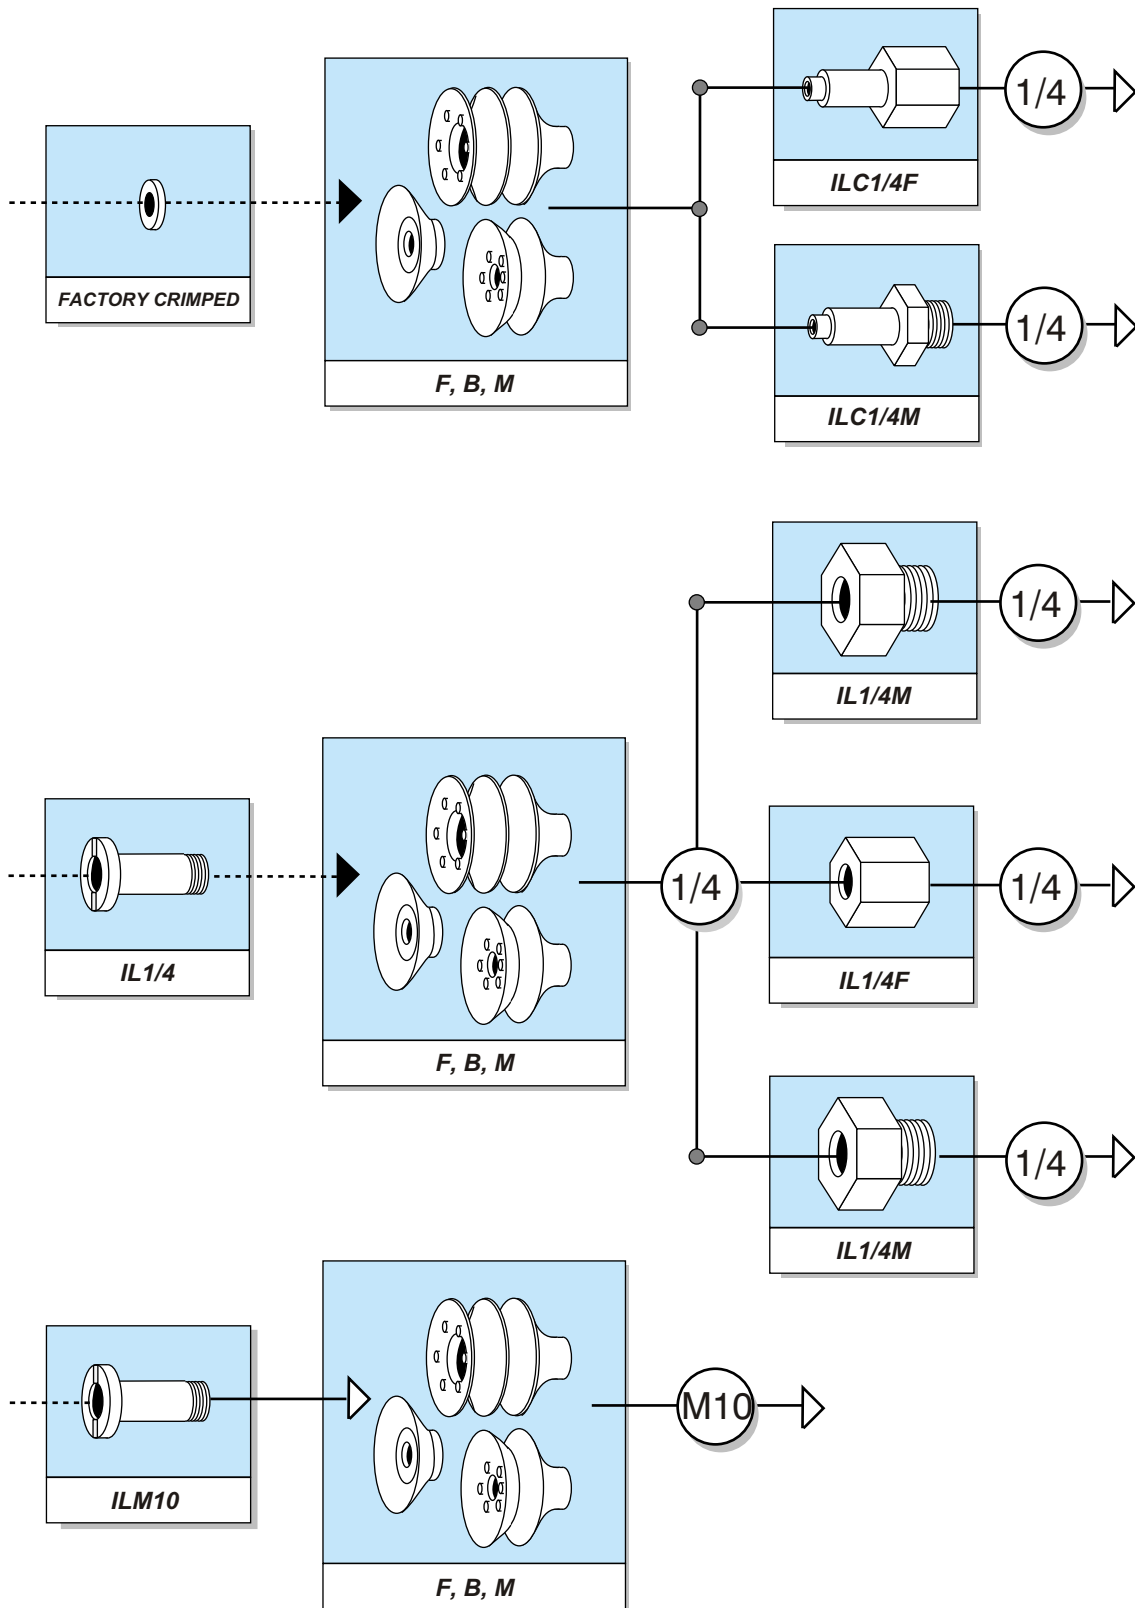 ILC1/4F
1/4
FACTORY CRIMPED
F, B, M
ILC1/4M
1/4
IL1/4M
1/4
IL1/4
F, B, M
1/4
IL1/4F
1/4
IL1/4M
1/4
ILM10
F, B, M
M10